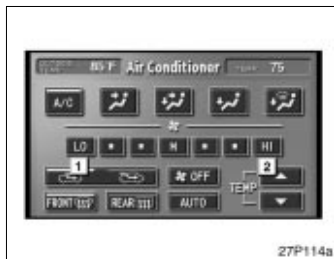 85°F Air Conditioner 75
A/C
LO M HI
1 2
OFF TEMP
FRONT REAR AUTO
27P114a